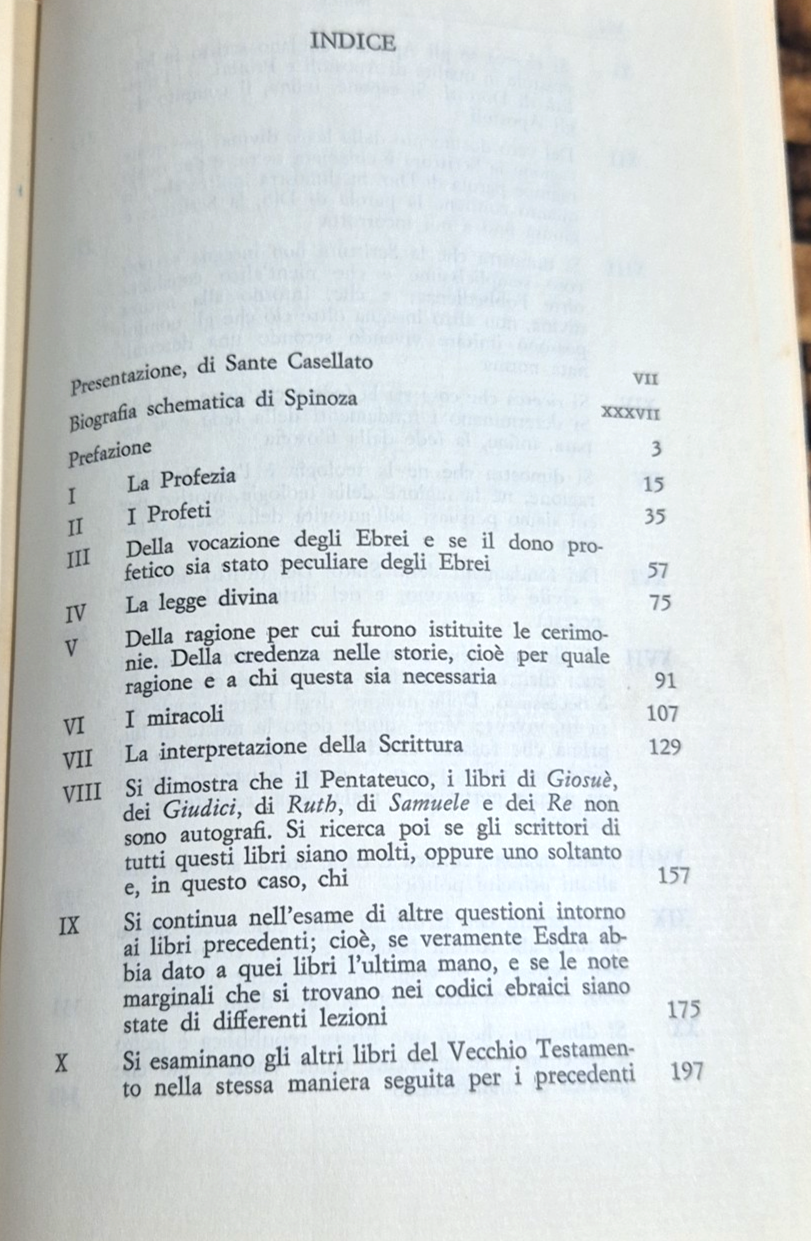 INDICE
Presentazione, di Sante Casellato VII
Biografia schematica di Spinoza XXXVII
Prefazione 3
I La Profezia 15
II I Profeti 35
III Della vocazione degli Ebrei e se il dono pro-
fetico sia stato peculiare degli Ebrei 57
IV La legge divina 75
V Della ragione per cui furono istituite le cerimo-
nie. Della credenza nelle storie, cioè per quale
ragione e a chi questa sia necessaria 91
VI I miracoli 107
VII La interpretazione della Scrittura 129
VIII Si dimostra che il Pentateuco, i libri di Giosuè,
dei Giudici, di Ruth, di Samuele e dei Re non
sono autografi. Si ricerca poi se gli scrittori di
tutti questi libri siano molti, oppure uno soltanto
e, in questo caso, chi 157
IX Si continua nell'esame di altre questioni intorno
ai libri precedenti; cioè, se veramente Esdra ab-
bia dato a quei libri l'ultima mano, e se le note
marginali che si trovano nei codici ebraici siano
state di differenti lezioni 175
X Si esaminano gli altri libri del Vecchio Testamen-
to nella stessa maniera seguita per i precedenti 197